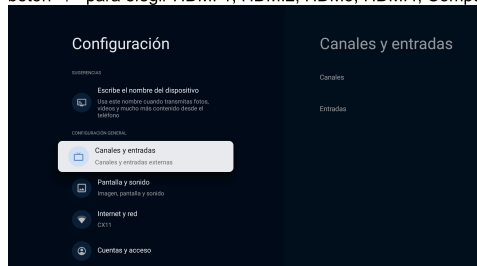 para elegir
Configuración
Canales y entradas
SUGERENCIAS
Escribe el nombre del dispositivo
Usa este nombre cuando transmitas fotos,
videos y mucho más contenido desde el
teléfono
Canales
Entradas
CONFIGURACIÓN GENERAL
Canales y entradas
Canales y entradas externas
Pantalla y sonido
Imagen, pantalla y sonido
Internet y red
CX11
Cuentas y acceso